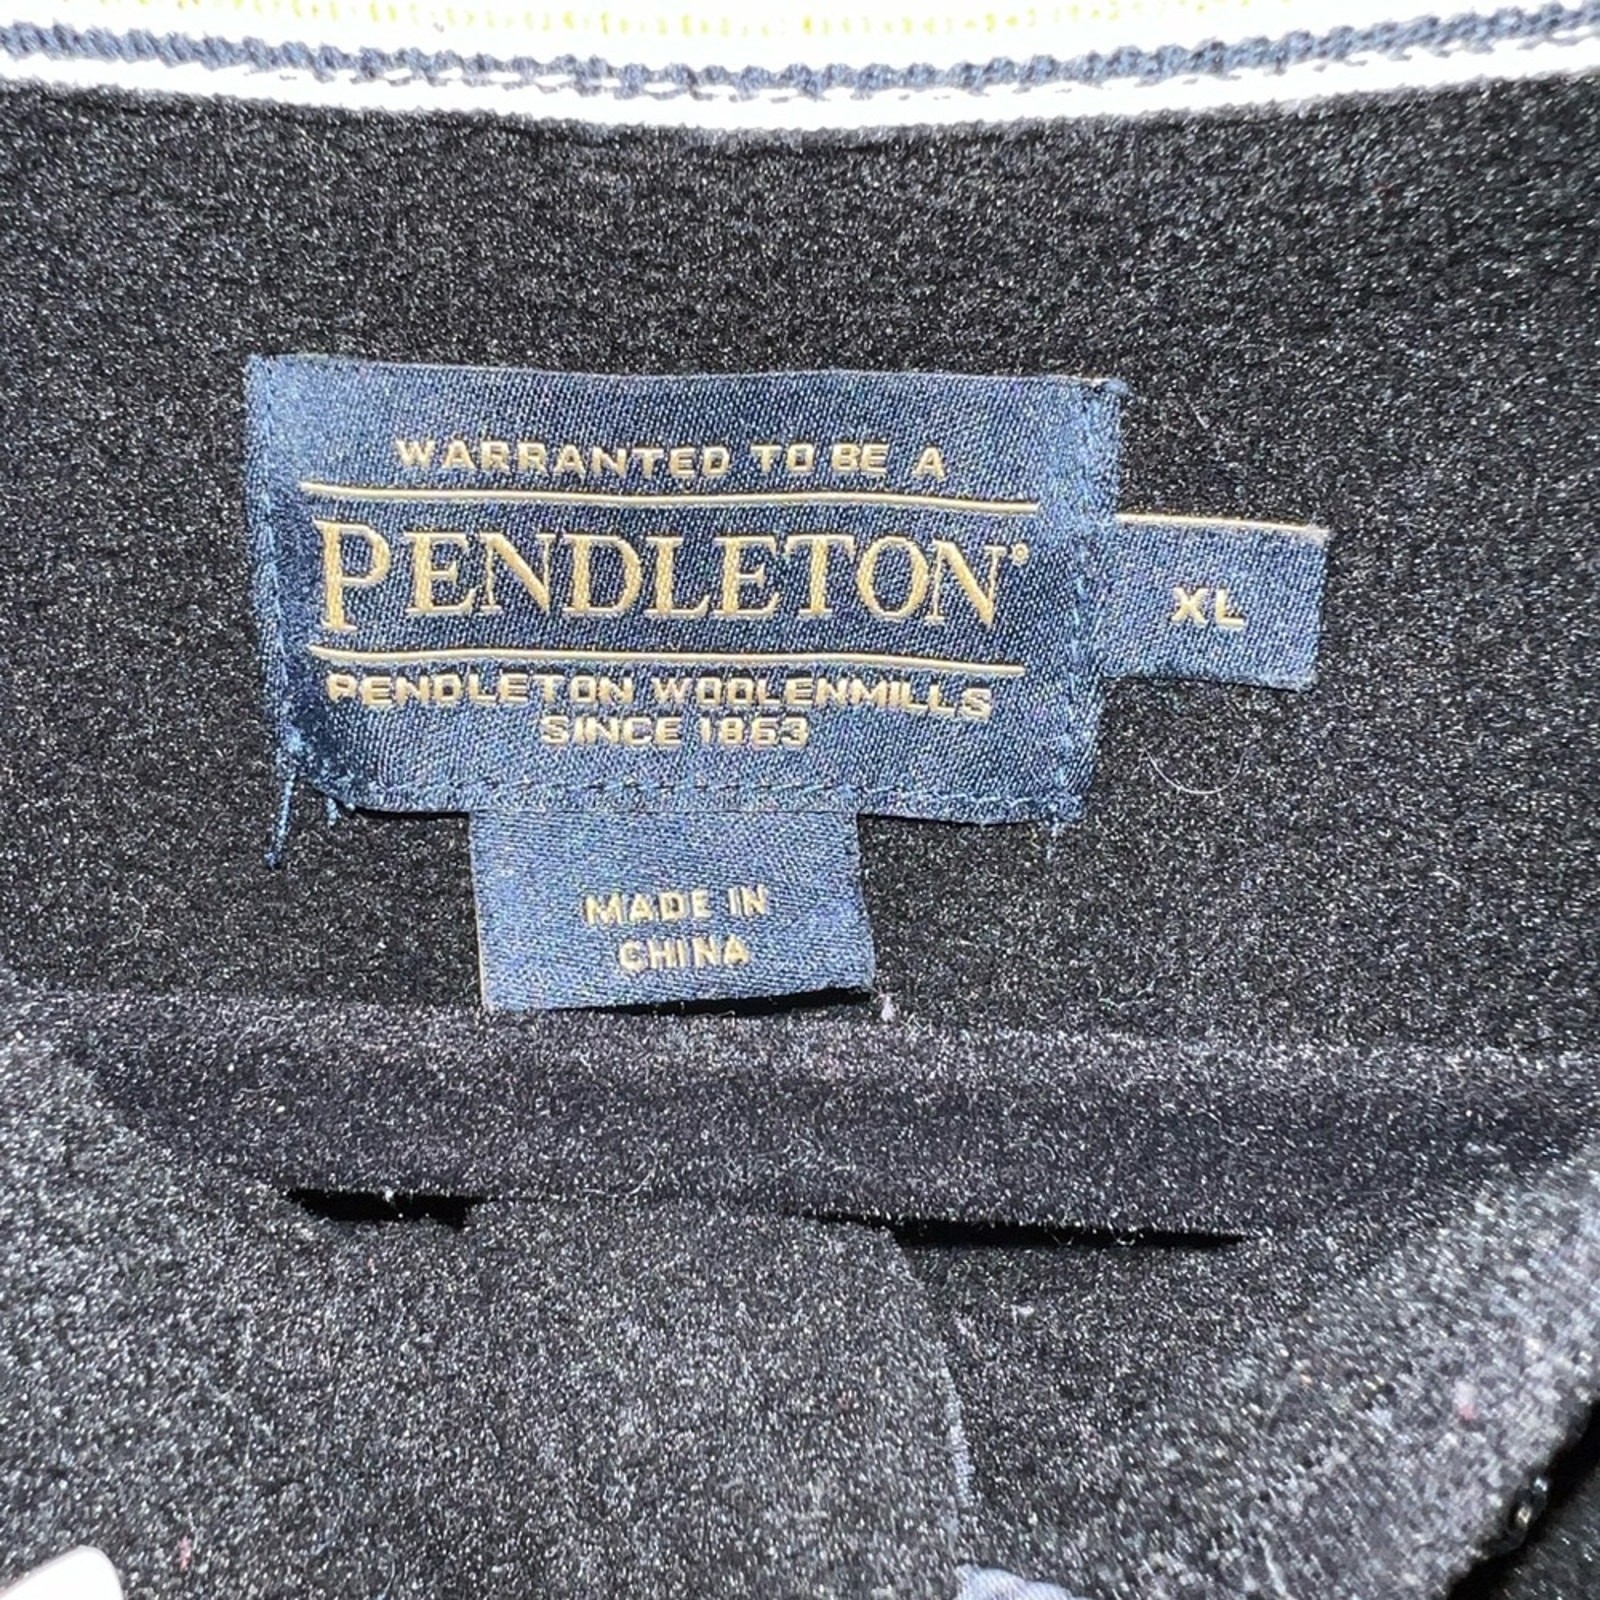 WARRANTED TO BE A
PENDLETON®
XL
PENDLETON WOOLENMILLS
SINCE 1863
MADE IN
CHINA